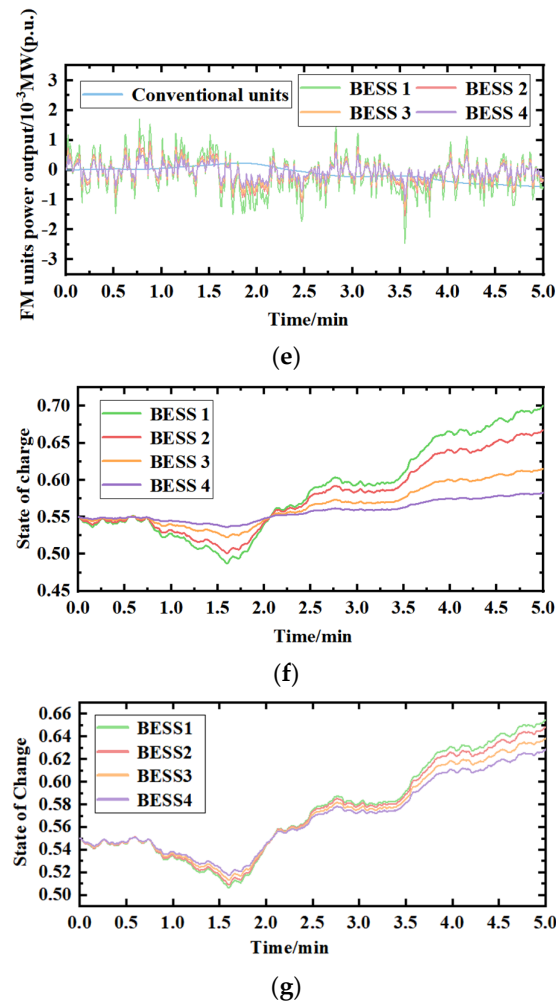 FM units power output/10⁻³MW(p.u.)
3
2
1
0
-1
-2
-3
Conventional units
BESS 1 BESS 2
BESS 3 BESS 4
0.0 0.5 1.0 1.5 2.0 2.5 3.0 3.5 4.0 4.5 5.0
Time/min
(e)
State of charge
0.70
0.65
0.60
0.55
0.50
0.45
BESS 1
BESS 2
BESS 3
BESS 4
0.0 0.5 1.0 1.5 2.0 2.5 3.0 3.5 4.0 4.5 5.0
Time/min
(f)
State of Change
0.66
0.64
0.62
0.60
0.58
0.56
0.54
0.52
0.50
BESS1
BESS2
BESS3
BESS4
0.0 0.5 1.0 1.5 2.0 2.5 3.0 3.5 4.0 4.5 5.0
Time/min
(g)